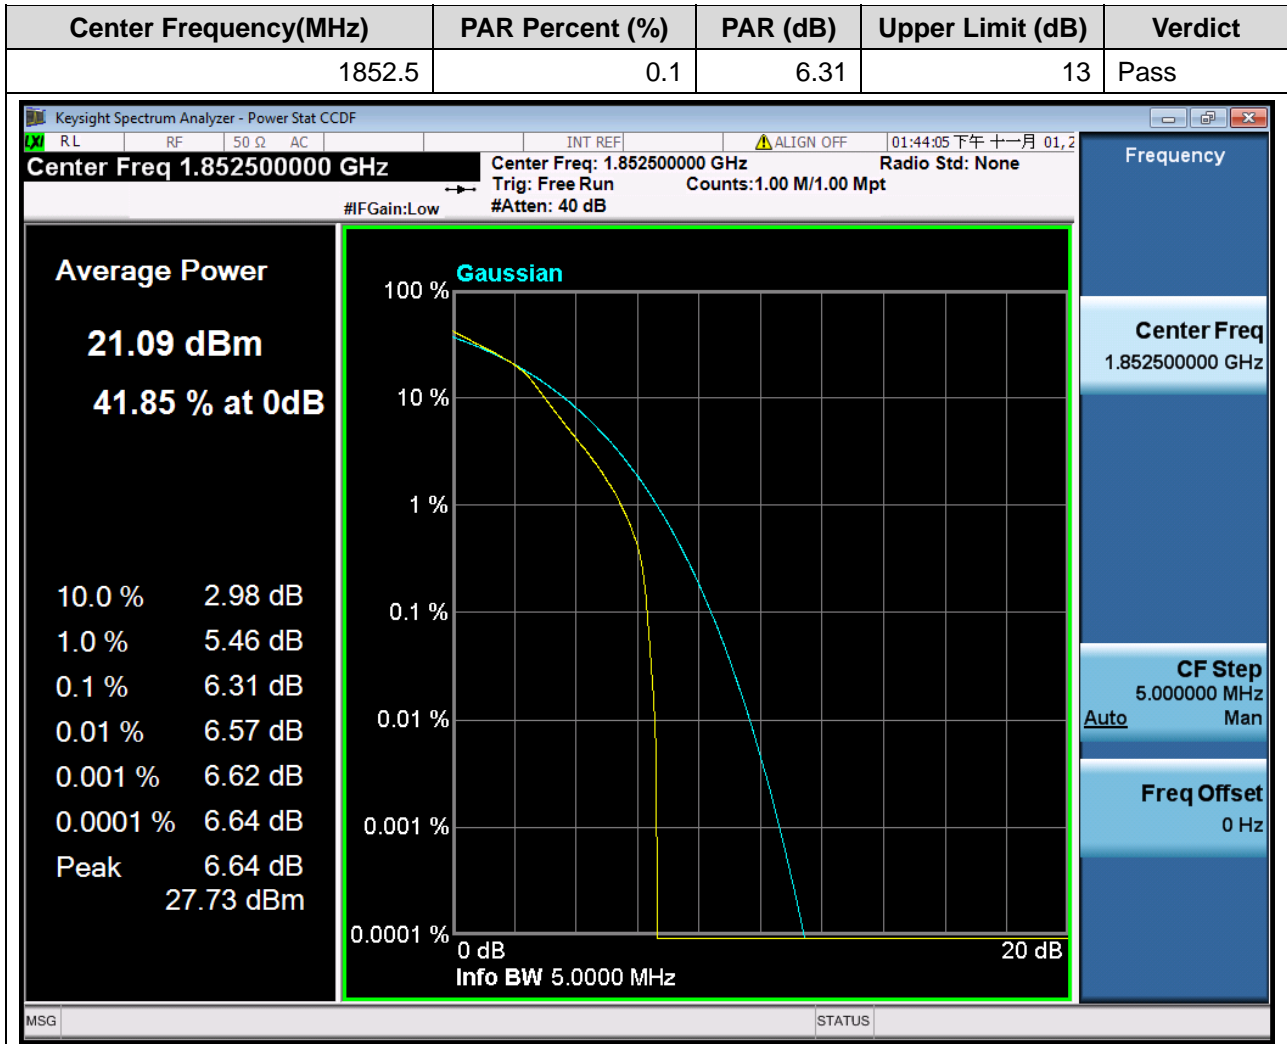 Center Frequency(MHz) PAR Percent (%) PAR (dB) Upper Limit (dB) Verdict
1852.5 0.1 6.31 13 Pass
Keysight Spectrum Analyzer - Power Stat CCDF
LXI RL RF 50 Ω AC INT REF ALIGN OFF 01:44:05 下午 十一月 01, 2
Center Freq 1.852500000 GHz
Center Freq: 1.852500000 GHz Radio Std: None
Trig: Free Run Counts:1.00 M/1.00 Mpt
#IFGain:Low #Atten: 40 dB
Average Power
21.09 dBm
41.85 % at 0dB
10.0 % 2.98 dB
1.0 % 5.46 dB
0.1 % 6.31 dB
0.01 % 6.57 dB
0.001 % 6.62 dB
0.0001 % 6.64 dB
Peak 6.64 dB
27.73 dBm
Gaussian
100 %
10 %
1 %
0.1 %
0.01 %
0.001 %
0.0001 %
0 dB 20 dB
Info BW 5.0000 MHz
Frequency
Center Freq
1.852500000 GHz
CF Step
5.000000 MHz
Auto Man
Freq Offset
0 Hz
MSG STATUS